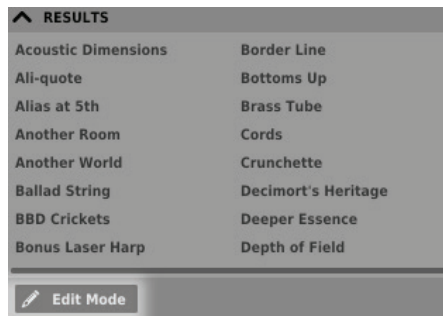 RESULTS
Acoustic Dimensions
Ali-quote
Alias at 5th
Another Room
Another World
Ballad String
BBD Crickets
Bonus Laser Harp
Border Line
Bottoms Up
Brass Tube
Cords
Crunchette
Decimort's Heritage
Deeper Essence
Depth of Field
Edit Mode